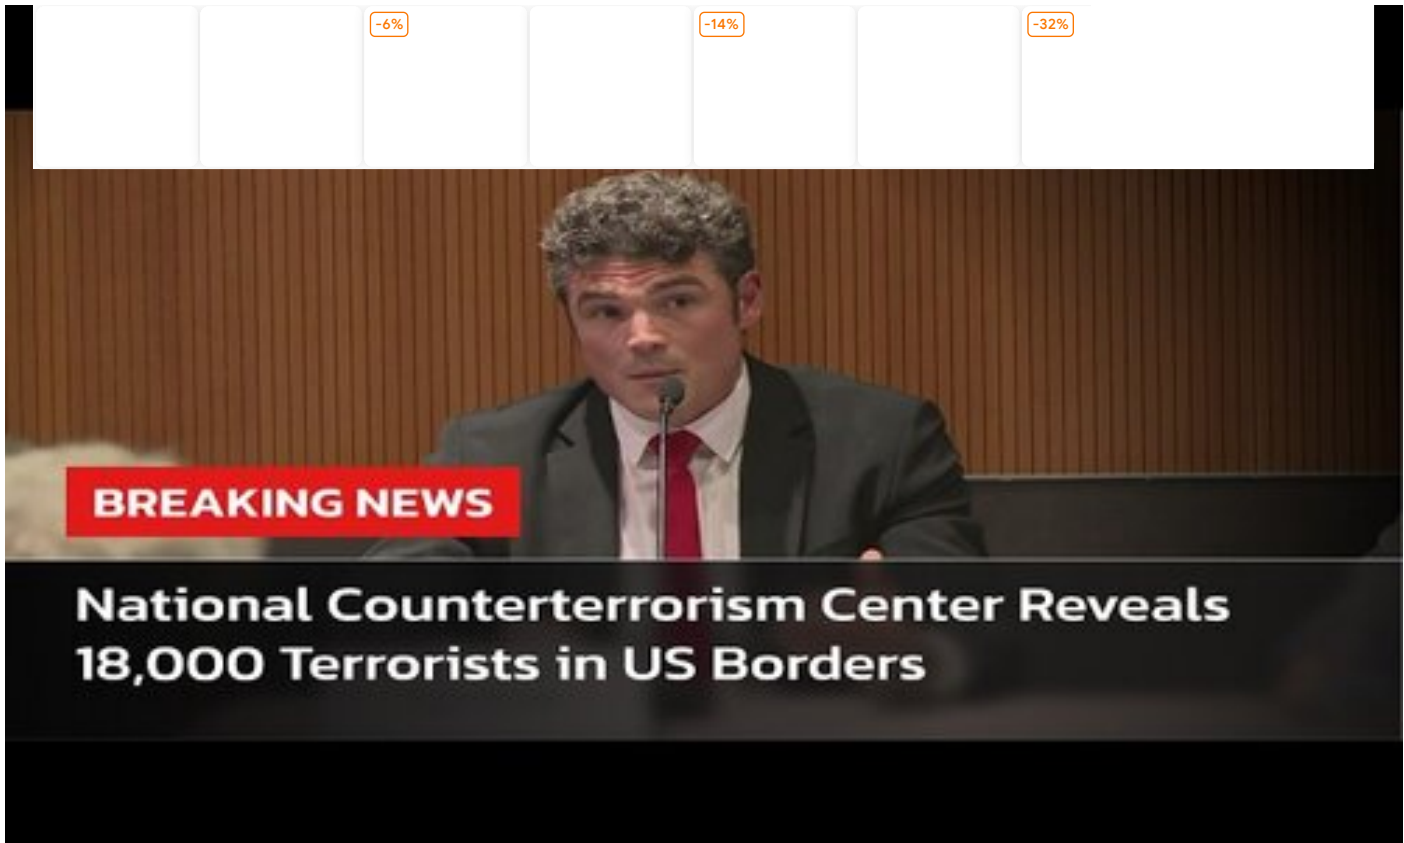 -6% -14% -32%
BREAKING NEWS
National Counterterrorism Center Reveals
18,000 Terrorists in US Borders